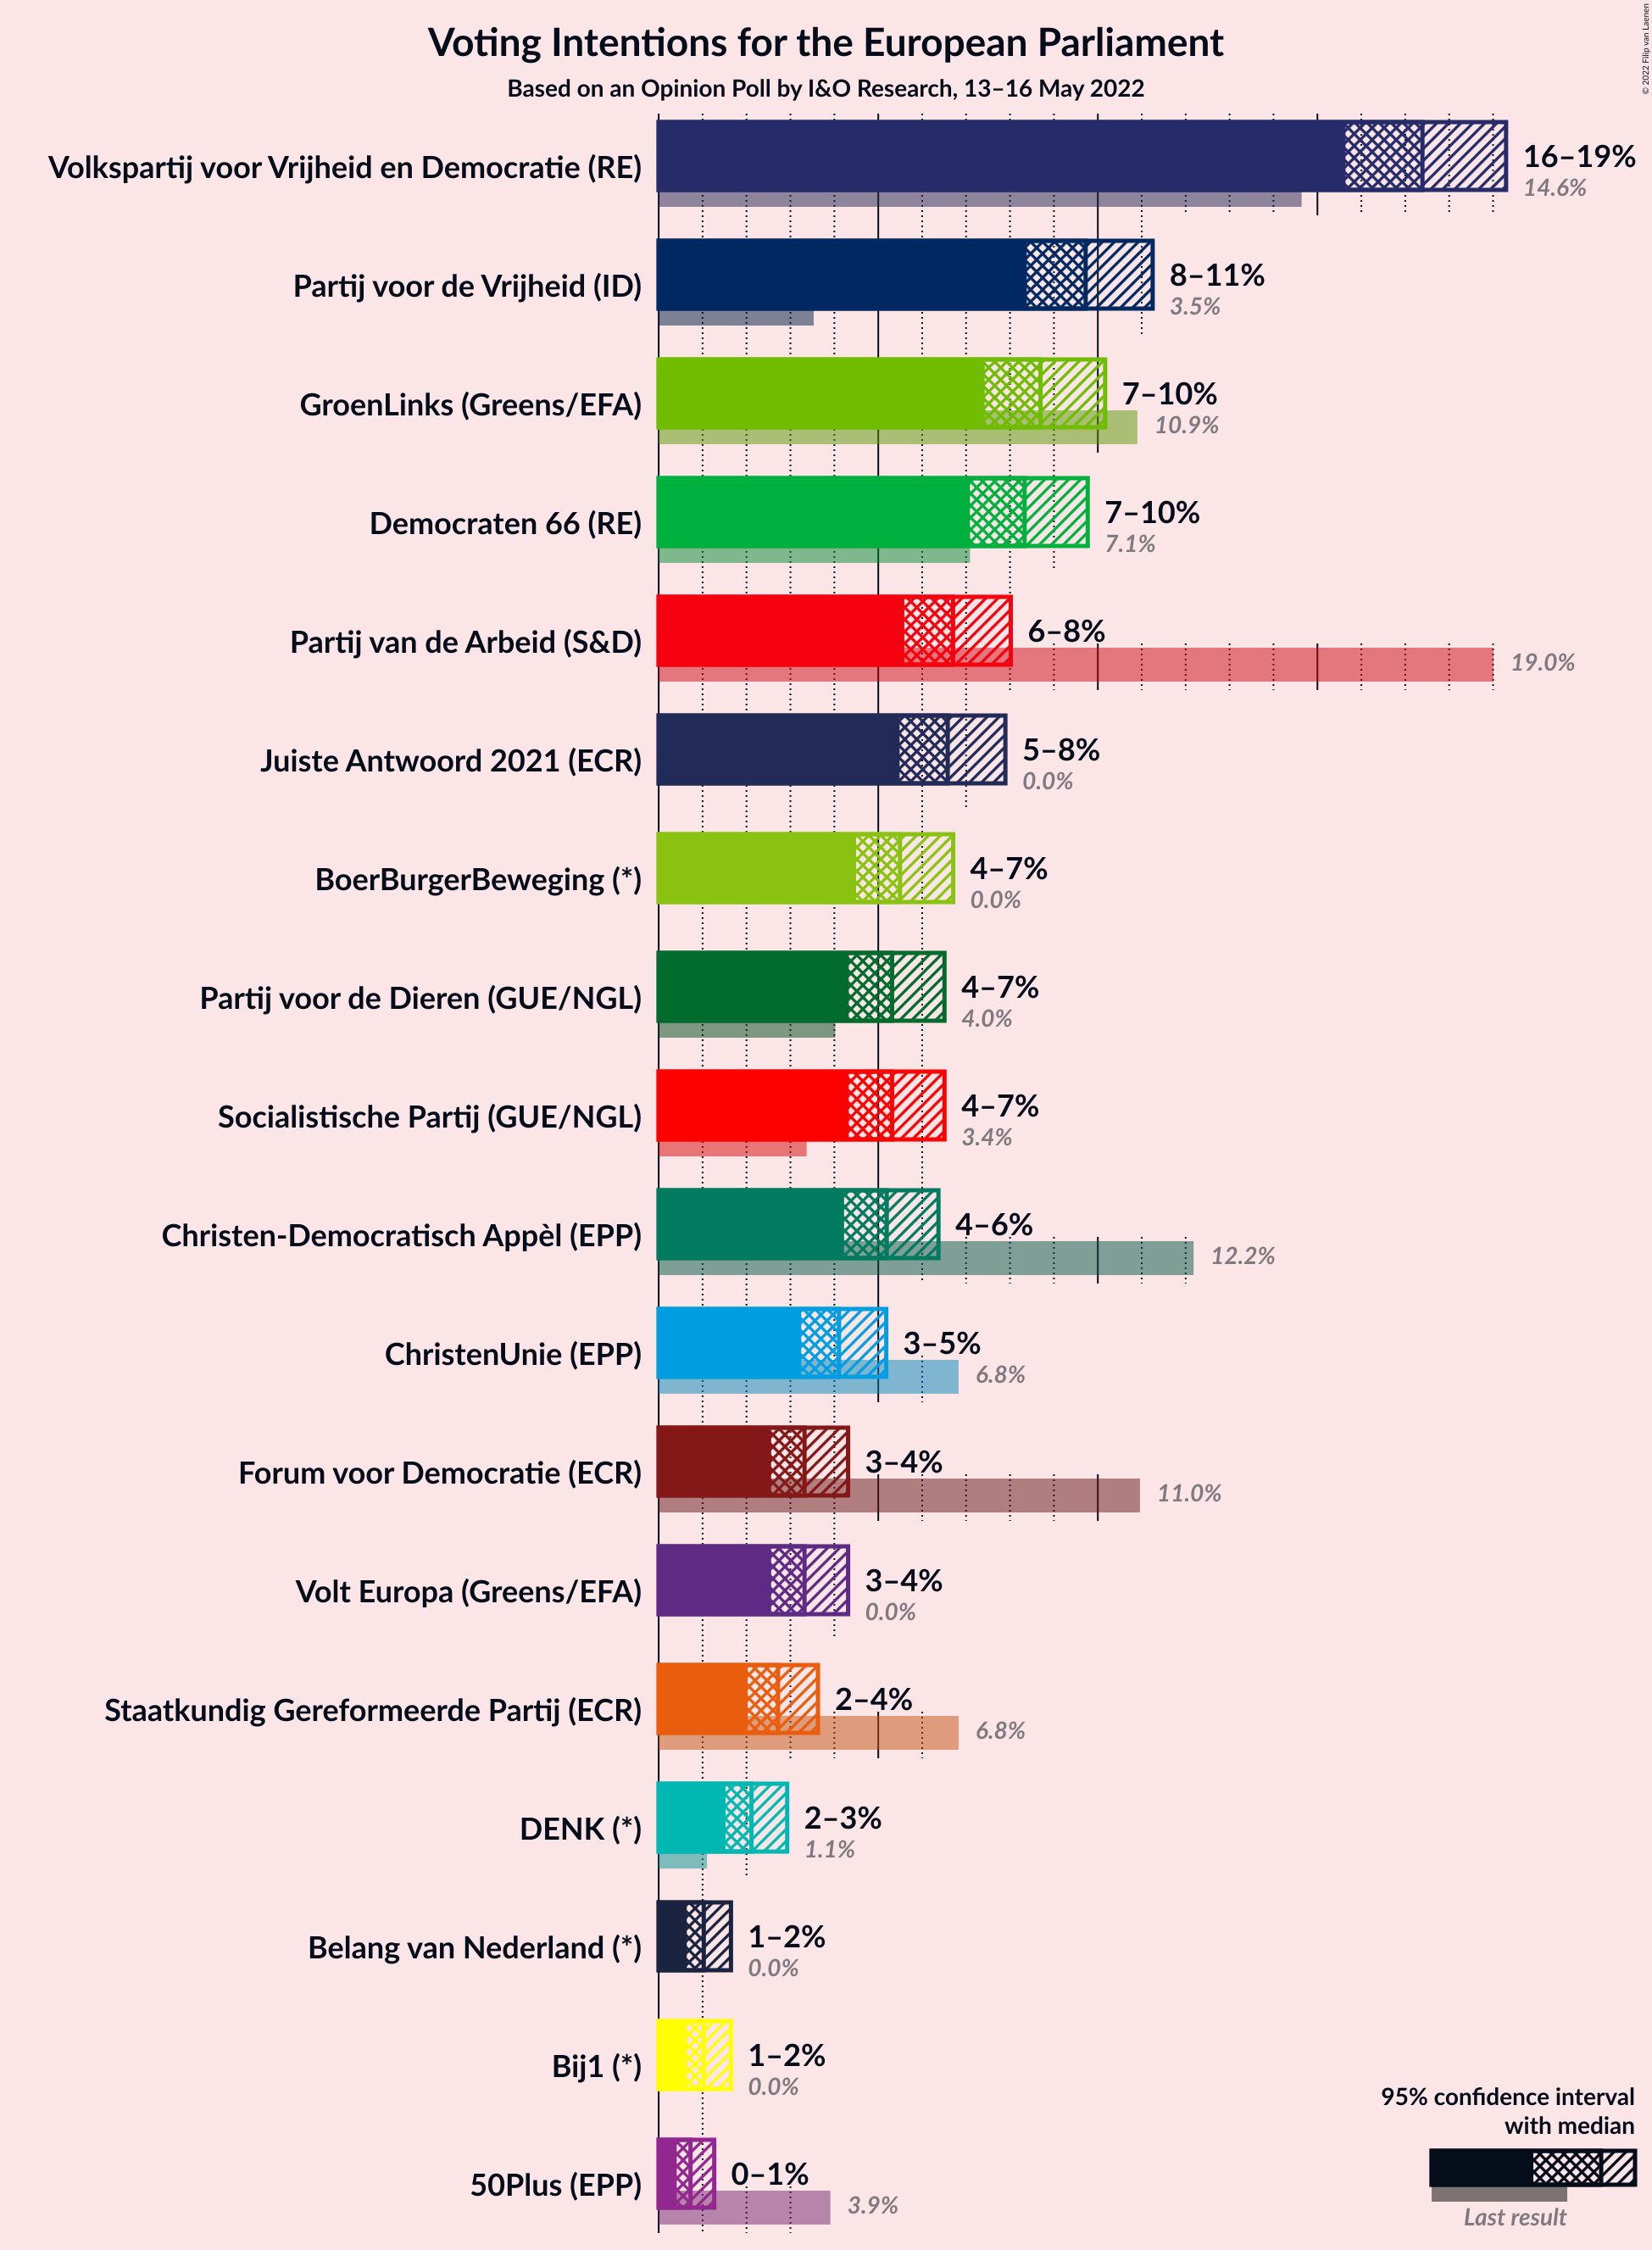 Voting Intentions for the European Parliament
Based on an Opinion Poll by I&O Research, 13–16 May 2022
© 2022 Filip van Laenen
Volkspartij voor Vrijheid en Democratie (RE)
16–19%
14.6%
Partij voor de Vrijheid (ID)
8–11%
3.5%
GroenLinks (Greens/EFA)
7–10%
10.9%
Democraten 66 (RE)
7–10%
7.1%
Partij van de Arbeid (S&D)
6–8%
19.0%
Juiste Antwoord 2021 (ECR)
5–8%
0.0%
BoerBurgerBeweging (*)
4–7%
0.0%
Partij voor de Dieren (GUE/NGL)
4–7%
4.0%
Socialistische Partij (GUE/NGL)
4–7%
3.4%
Christen-Democratisch Appèl (EPP)
4–6%
12.2%
ChristenUnie (EPP)
3–5%
6.8%
Forum voor Democratie (ECR)
3–4%
11.0%
Volt Europa (Greens/EFA)
3–4%
0.0%
Staatkundig Gereformeerde Partij (ECR)
2–4%
6.8%
DENK (*)
2–3%
1.1%
Belang van Nederland (*)
1–2%
0.0%
Bij1 (*)
1–2%
0.0%
50Plus (EPP)
0–1%
3.9%
95% confidence interval
with median
Last result